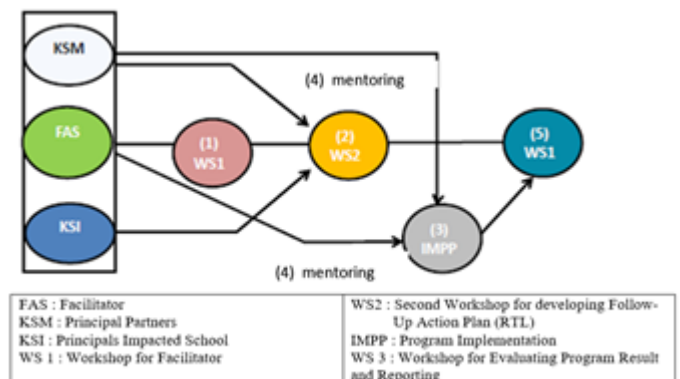 KSM
(4) mentoring
FAS
(1)
WS1
(2)
WS2
(5)
WS1
KSI
(3)
IMPP
(4) mentoring
FAS : Facilitator
KSM : Principal Partners
KSI : Principals Impacted School
WS 1 : Workshop for Facilitator
WS2 : Second Workshop for developing Follow-
Up Action Plan (RTL)
IMPP : Program Implementation
WS 3 : Workshop for Evaluating Program Result
and Reporting